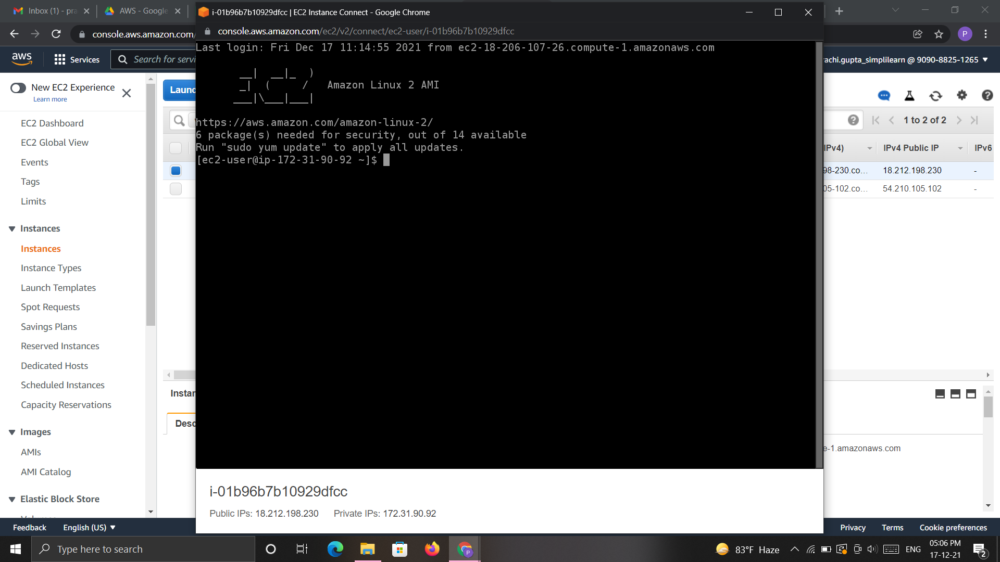 Inbox (1) - pra
AWS - Google
i-01b96b7b10929dfcc | EC2 Instance Connect - Google Chrome
console.aws.amazon.com/
console.aws.amazon.com/ec2/v2/connect/ec2-user/i-01b96b7b10929dfcc
P
aws
Services
Search for servi
rachi.gupta_simplilearn @ 9090-8825-1265
New EC2 Experience
Learn more
EC2 Dashboard
EC2 Global View
Events
Tags
Limits
Instances
Instances
Instance Types
Launch Templates
Spot Requests
Savings Plans
Reserved Instances
Dedicated Hosts
Scheduled Instances
Capacity Reservations
Images
AMIs
AMI Catalog
Elastic Block Store
Launc
Instan
Desc
Last login: Fri Dec 17 11:14:55 2021 from ec2-18-206-107-26.compute-1.amazonaws.com
__|  __|_  )
_|  (     /   Amazon Linux 2 AMI
___|\___|___|
https://aws.amazon.com/amazon-linux-2/
6 package(s) needed for security, out of 14 available
Run "sudo yum update" to apply all updates.
[ec2-user@ip-172-31-90-92 ~]$
i-01b96b7b10929dfcc
Public IPs: 18.212.198.230 Private IPs: 172.31.90.92
1 to 2 of 2
IPv4) IPv4 Public IP IPv6
98-230.co... 18.212.198.230 -
05-102.co... 54.210.105.102 -
e-1.amazonaws.com
Feedback English (US)
Privacy Terms Cookie preferences
Type here to search
P
83°F Haze
ENG
05:06 PM
17-12-21
2